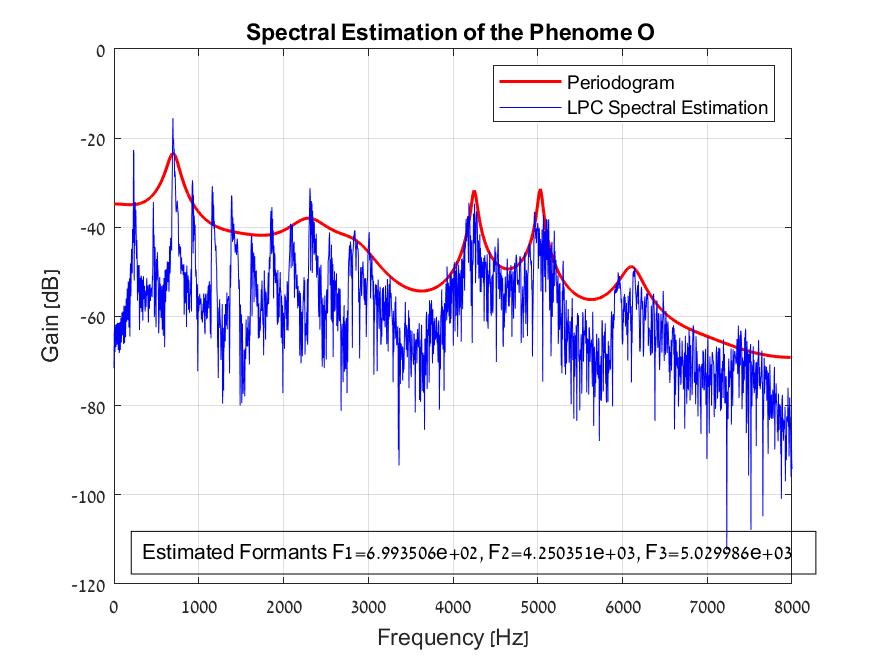 Spectral Estimation of the Phenome O
Periodogram
LPC Spectral Estimation
Gain [dB]
0
-20
-40
-60
-80
-100
-120
Estimated Formants F1=6.993506e+02, F2=4.250351e+03, F3=5.029986e+03
0 1000 2000 3000 4000 5000 6000 7000 8000
Frequency [Hz]